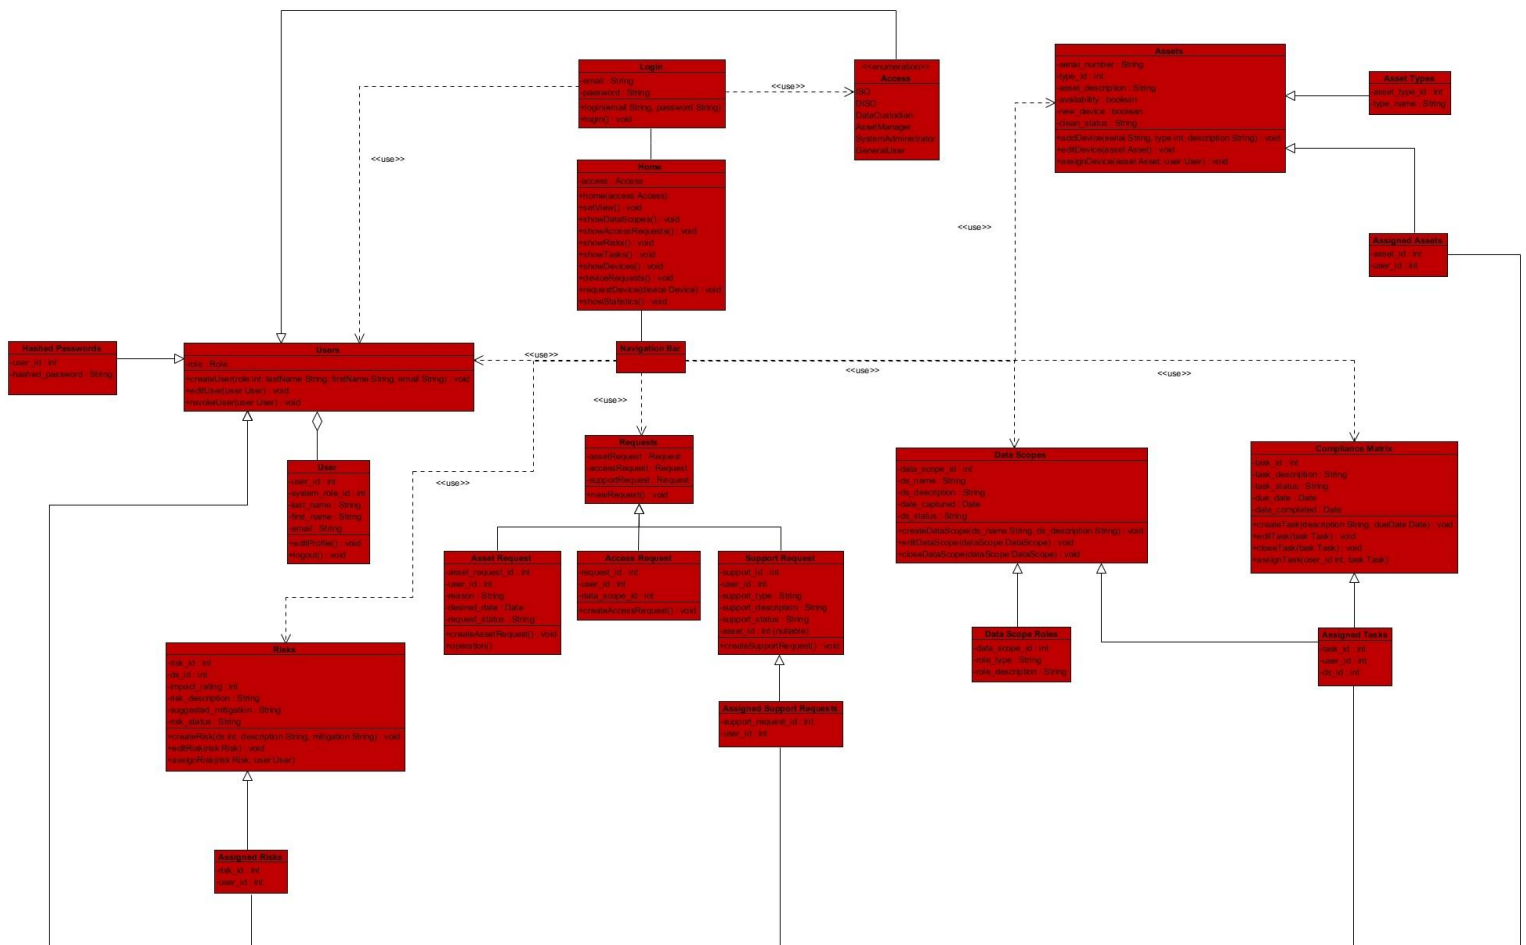 Login
-email : String
-password : String
+login(email String, password String)
+login() : void
<<use>>
<<enumeration>>
Access
ISO
DISO
DataCustodian
AssetManager
SystemAdministrator
GeneralUser
Assets
-serial_number : String
-type_id : int
-asset_description : String
-availability : boolean
-new_device : boolean
-clean_status : String
+addDevice(serial String, type int, description String) : void
+editDevice(asset Asset) : void
+assignDevice(asset Asset, user User) : void
Asset Types
-asset_type_id : int
-type_name : String
<<use>>
Home
-access : Access
+home(access Access)
+setView() : void
+showDataScopes() : void
+showAccessRequests() : void
+showRisks() : void
+showTasks() : void
+showDevices() : void
+deviceRequests() : void
+requestDevice(device Device) : void
+showStatistics() : void
<<use>>
Assigned Assets
-asset_id : int
-user_id : int
Hashed Passwords
-user_id : int
-hashed_password : String
Users
-role : Role
+createUser(role int, lastName String, firstName String, email String) : void
+editUser(user User) : void
+revokeUser(user User) : void
<<use>>
Navigation Bar
<<use>>
<<use>>
<<use>>
User
-user_id : int
-system_role_id : int
-last_name : String
-first_name : String
-email : String
+editProfile() : void
+logout() : void
<<use>>
Requests
-assetRequest : Request
-accessRequest : Request
-supportRequest : Request
+newRequest() : void
Data Scopes
-data_scope_id : int
-ds_name : String
-ds_description : String
-date_captured : Date
-ds_status : String
+createDataScope(ds_name String, ds_description String) : void
+editDataScope(dataScope DataScope) : void
+closeDataScope(dataScope DataScope) : void
Compliance Matrix
-task_id : int
-task_description : String
-task_status : String
-due_date : Date
-date_completed : Date
+createTask(description String, dueDate Date) : void
+editTask(task Task) : void
+closeTask(task Task) : void
+assignTask(user_id int, task Task)
Asset Request
-asset_request_id : int
-user_id : int
-reason : String
-desired_date : Date
-request_status : String
+createAssetRequest() : void
+operation()
Access Request
-request_id : int
-user_id : int
-data_scope_id : int
+createAccessRequest() : void
Support Request
-support_id : int
-user_id : int
-support_type : String
-support_description : String
-support_status : String
-asset_id : int (nullable)
+createSupportRequest() : void
Data Scope Roles
-data_scope_id : int
-role_type : String
-role_description : String
Assigned Tasks
-task_id : int
-user_id : int
-ds_id : int
Risks
-risk_id : int
-ds_id : int
-impact_rating : int
-risk_description : String
-suggested_mitigation : String
-risk_status : String
+createRisk(ds int, description String, mitigation String) : void
+editRisk(risk Risk) : void
+assignRisk(risk Risk, user User)
Assigned Support Requests
-support_request_id : int
-user_id : int
Assigned Risks
-risk_id : int
-user_id : int